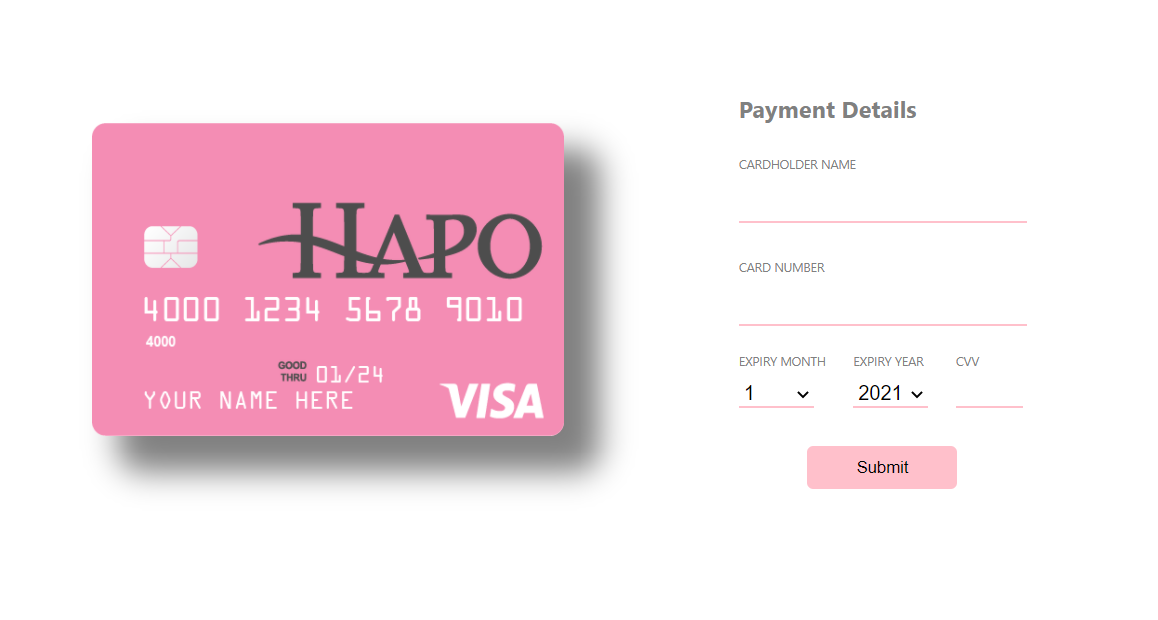 HAPO
4000 1234 5678 9010
4000
GOOD
THRU 01/24
YOUR NAME HERE
VISA
Payment Details
CARDHOLDER NAME
CARD NUMBER
EXPIRY MONTH EXPIRY YEAR CVV
1 2021
Submit